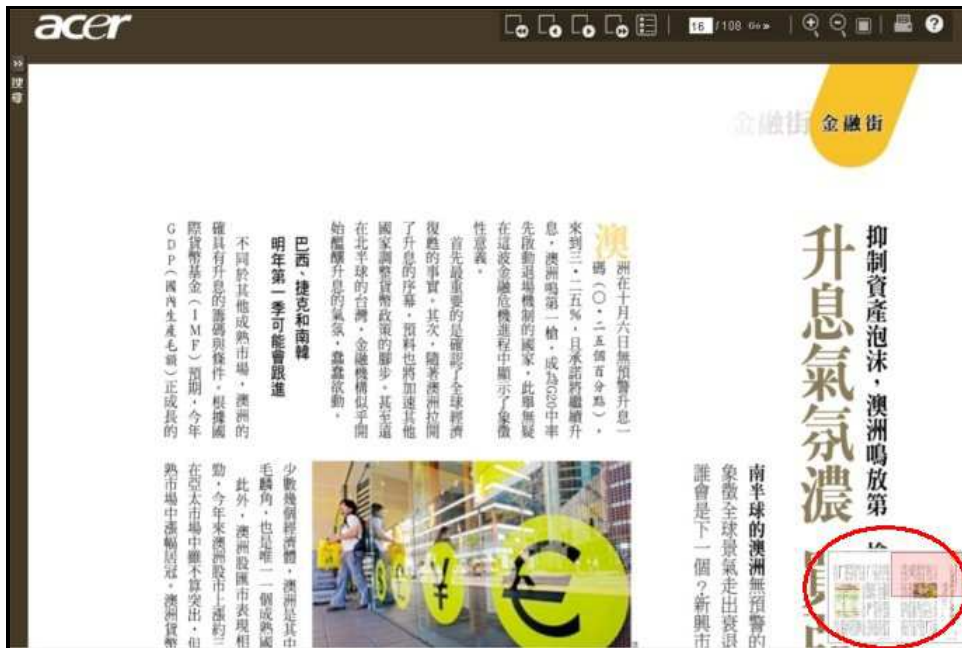 acer
16 /108 Go »
搜尋
金融街 金融街
抑制資產泡沫，澳洲鳴放第
升息氣氛濃
南半球的澳洲無預警的
象徵全球景氣走出衰退
誰會是下一個？新興市
澳洲在十月六日無預警升息一
碼（○．二五個百分點），
來到三．二五％，且承諾將繼續升
息，澳洲鳴第一槍，成為G20中率
先啟動退場機制的國家，此舉無疑
在這波金融危機進程中顯示了象徵
性意義。
首先最重要的是確認了全球經濟
復甦的事實。其次，隨著澳洲拉開
了升息的序幕，預料也將加速其他
國家調整貨幣政策的腳步。甚至遠
在北半球的台灣，金融機構似乎開
始醞釀升息的氣氛，蠢蠢欲動。
巴西、捷克和南韓
明年第一季可能會跟進
不同於其他成熟市場，澳洲的
確具有升息的籌碼與條件。根據國
際貨幣基金（IMF）預期，今年
GDP（國內生產毛額）正成長的
少數幾個經濟體，澳洲是其中
毛麟角，也是唯一一個成熟國
此外，澳洲股匯市表現相
勁，今年來澳洲股市上漲約三
在亞太市場中雖不算突出，但
熟市場中漲幅居冠。澳洲貨幣